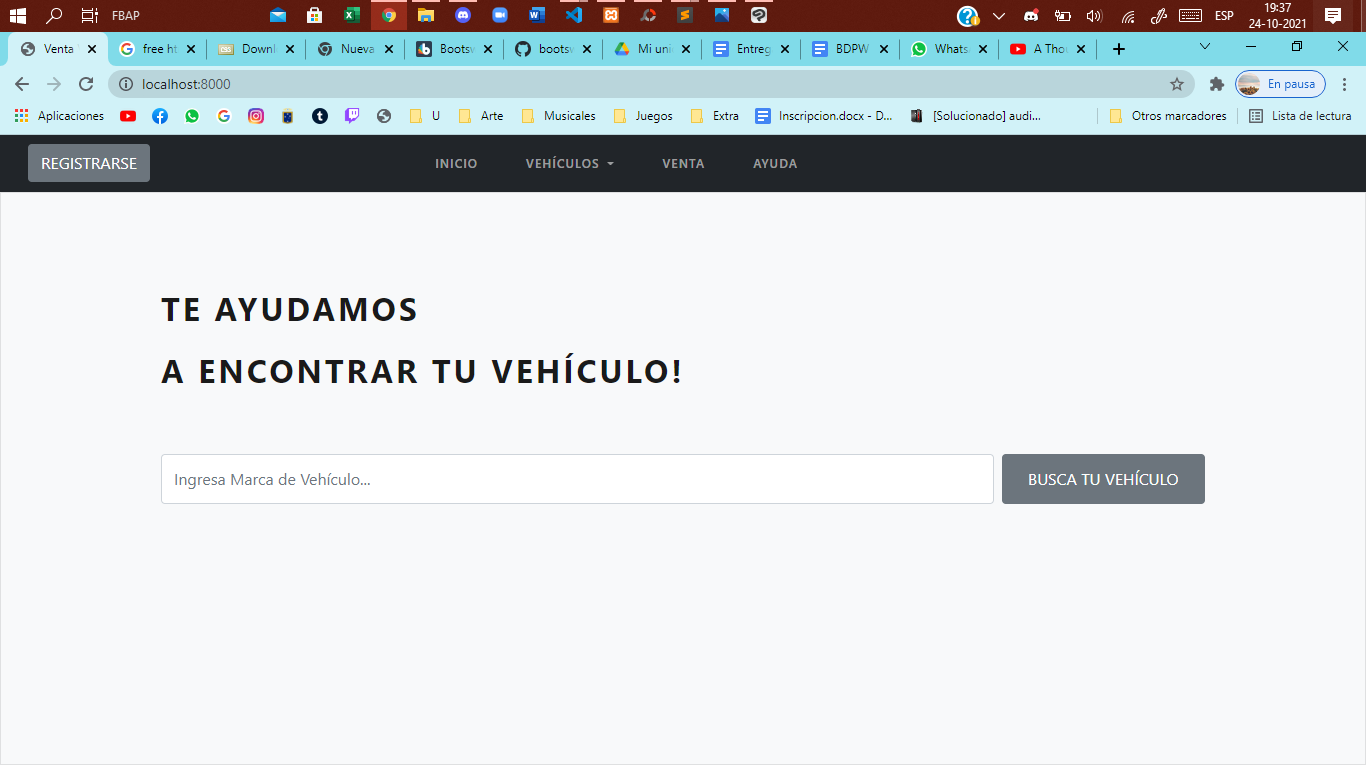 FBAP
ESP
19:37
24-10-2021
Venta
free ht
Downl
Nueva
Bootsw
bootsw
Mi uni
Entreg
BDPW
Whats
A Thou
localhost:8000
En pausa
Aplicaciones
U
Arte
Musicales
Juegos
Extra
Inscripcion.docx - D...
[Solucionado] audi...
Otros marcadores
Lista de lectura
REGISTRARSE
INICIO
VEHÍCULOS
VENTA
AYUDA
TE AYUDAMOS
A ENCONTRAR TU VEHÍCULO!
Ingresa Marca de Vehículo...
BUSCA TU VEHÍCULO